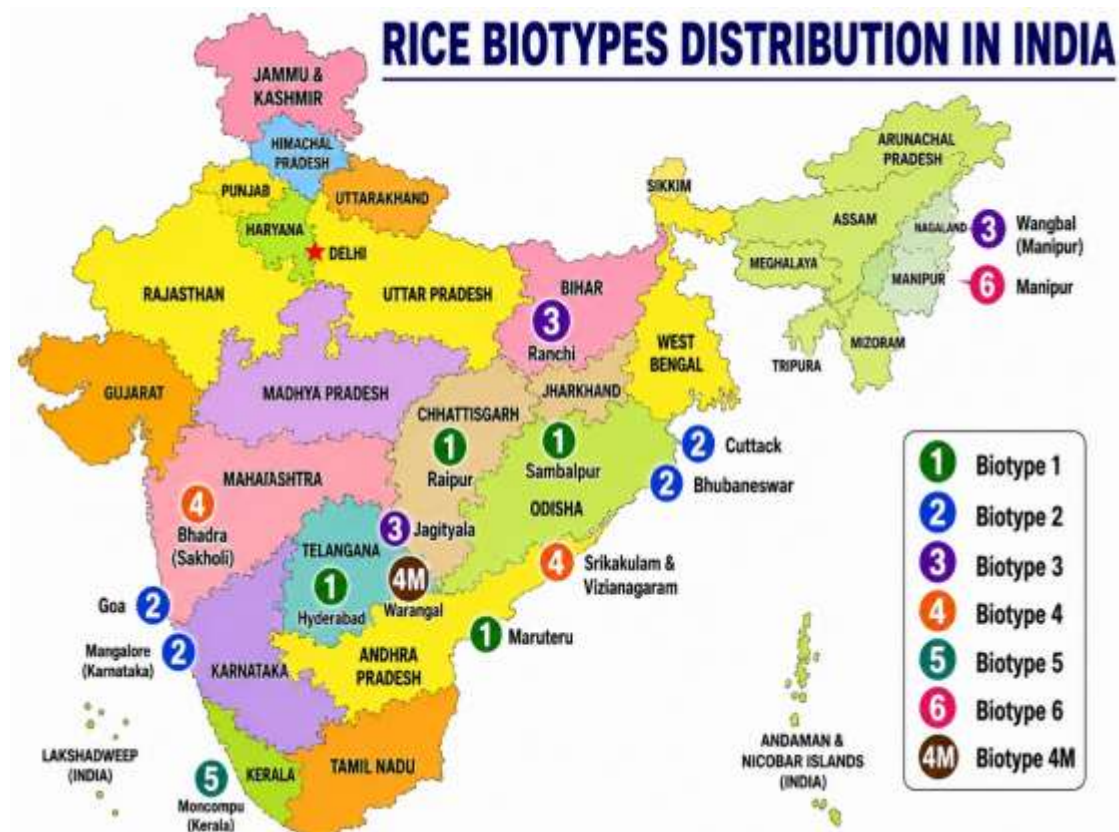 RICE BIOTYPES DISTRIBUTION IN INDIA
JAMMU &
KASHMIR
HIMACHAL
PRADESH
PUNJAB
UTTARAKHAND
HARYANA
DELHI
RAJASTHAN
UTTAR PRADESH
BIHAR
3
Ranchi
SIKKIM
ARUNACHAL
PRADESH
ASSAM
NAGALAND
3
Wangbal
(Manipur)
MEGHALAYA
MANIPUR
6
Manipur
TRIPURA
MIZORAM
WEST
BENGAL
GUJARAT
MADHYA PRADESH
JHARKHAND
CHHATTISGARH
1
Raipur
1
Sambalpur
ODISHA
2
Cuttack
2
Bhubaneswar
MAHAIASHTRA
4
Bhadra
(Sakholi)
3
Jagityala
TELANGANA
1
Hyderabad
4M
Warangal
4
Srikakulam &
Vizianagaram
Goa
2
Mangalore
(Karnataka)
2
KARNATAKA
ANDHRA
PRADESH
1
Maruteru
LAKSHADWEEP
(INDIA)
5
Moncompu
(Kerala)
KERALA
TAMIL NADU
ANDAMAN &
NICOBAR ISLANDS
(INDIA)
1 Biotype 1
2 Biotype 2
3 Biotype 3
4 Biotype 4
5 Biotype 5
6 Biotype 6
4M Biotype 4M